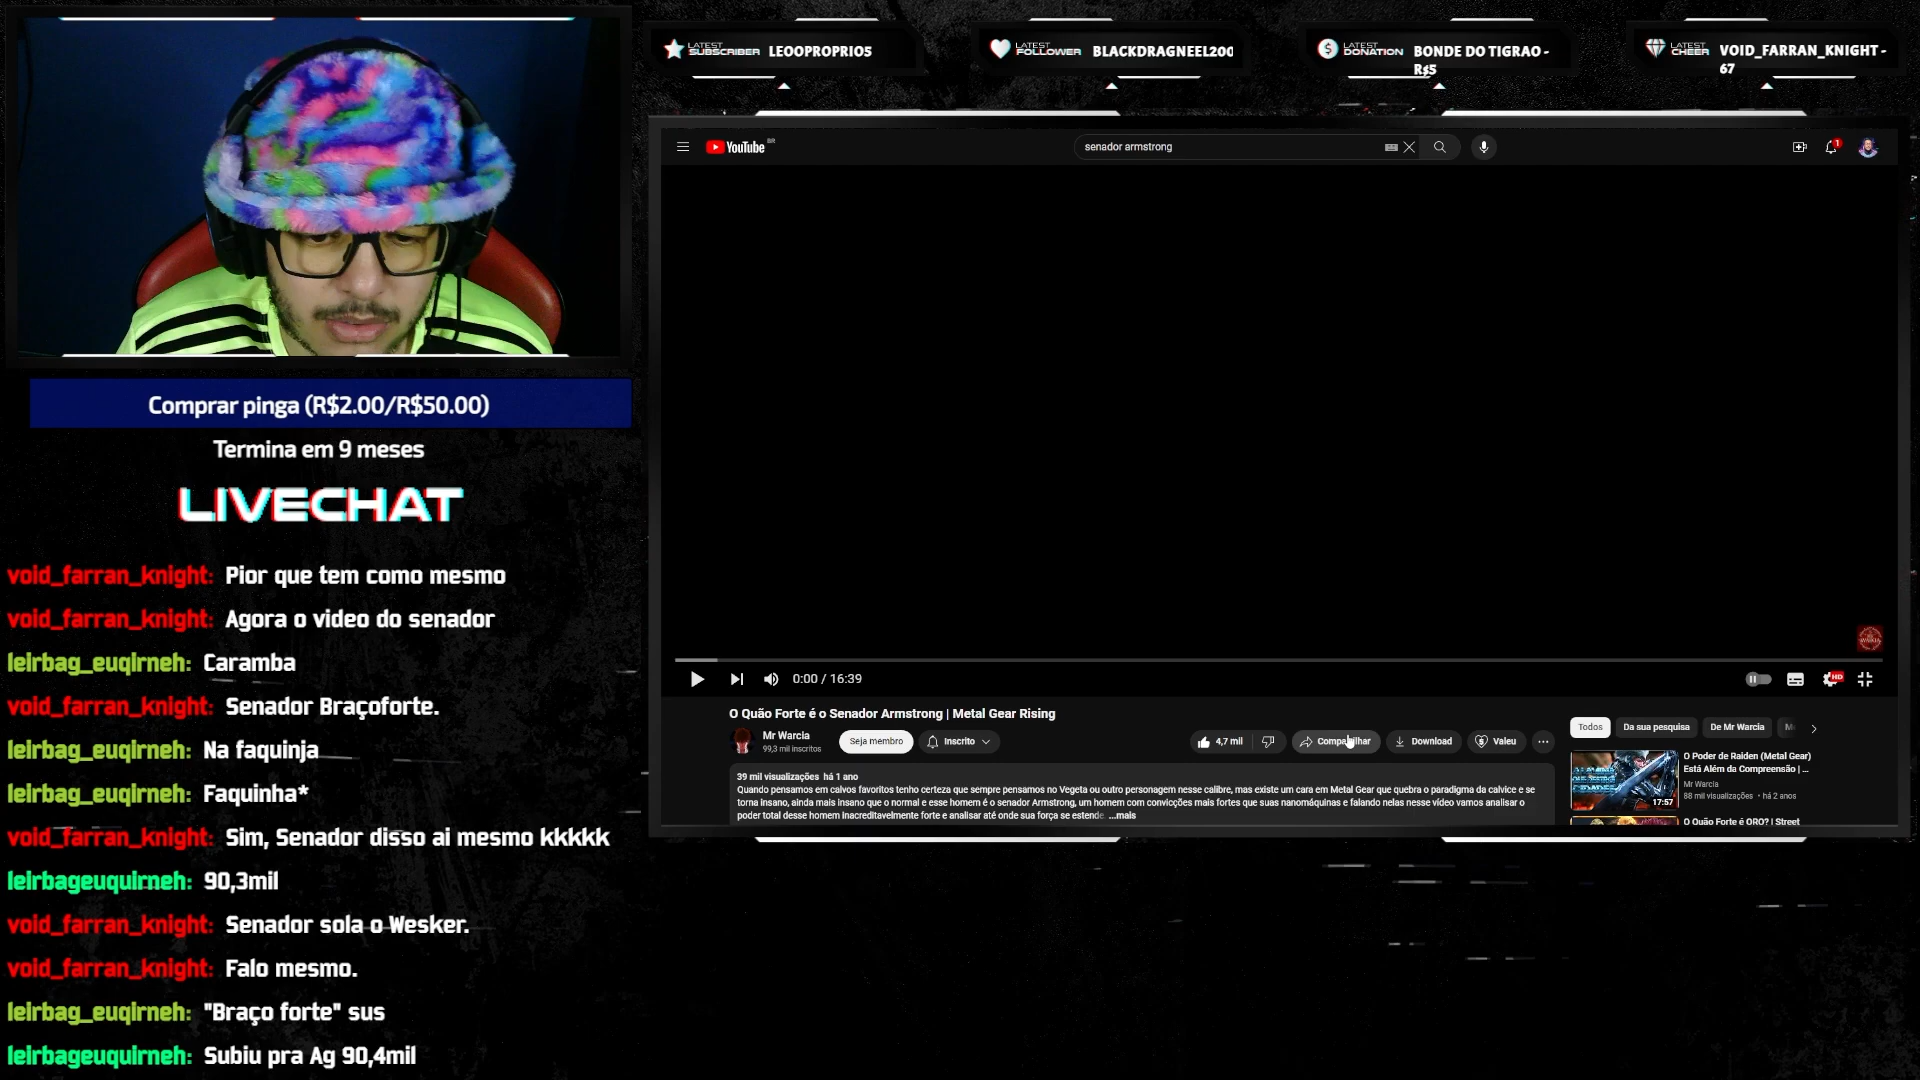 LATEST SUBSCRIBER LEOOPROPRIO5
LATEST FOLLOWER BLACKDRAGNEEL200
LATEST DONATION BONDE DO TIGRAO -
R$5
LATEST CHEER VOID_FARRAN_KNIGHT -
67
YouTube BR
senador armstrong
1
Comprar pinga (R$2.00/R$50.00)
Termina em 9 meses
LIVECHAT
void_farran_knight: Pior que tem como mesmo
void_farran_knight: Agora o video do senador
leirbag_euqirneh: Caramba
void_farran_knight: Senador Braçoforte.
leirbag_euqirneh: Na faquinja
leirbag_euqirneh: Faquinha*
void_farran_knight: Sim, Senador disso ai mesmo kkkkk
leirbageuquirneh: 90,3mil
void_farran_knight: Senador sola o Wesker.
void_farran_knight: Falo mesmo.
leirbag_euqirneh: "Braço forte" sus
leirbageuquirneh: Subiu pra Ag 90,4mil
0:00 / 16:39
HD
O Quão Forte é o Senador Armstrong | Metal Gear Rising
Mr Warcia
99,3 mil inscritos
Seja membro
Inscrito
4,7 mil
Compartilhar
Download
Valeu
39 mil visualizações há 1 ano
Quando pensamos em calvos favoritos tenho certeza que sempre pensamos no Vegeta ou outro personagem nesse calibre, mas existe um cara em Metal Gear que quebra o paradigma da calvice e se
torna insano, ainda mais insano que o normal e esse homem é o senador Armstrong, um homem com convicções mais fortes que suas nanomáquinas e falando nelas nesse vídeo vamos analisar o
poder total desse homem inacreditavelmente forte e analisar até onde sua força se estende. ...mais
Todos
Da sua pesquisa
De Mr Warcia
O Poder de Raiden (Metal Gear)
Está Além da Compreensão | ...
Mr Warcia
88 mil visualizações • há 2 anos
17:57
O Quão Forte é ORO? | Street